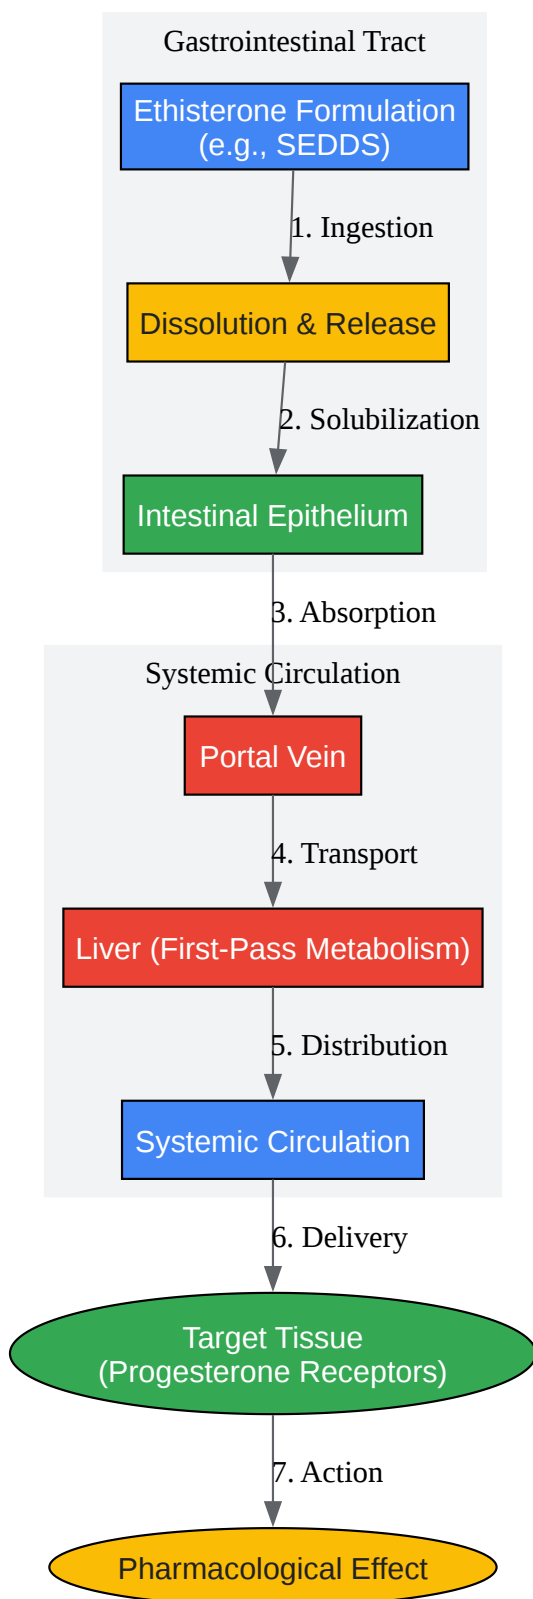 Gastrointestinal Tract
Ethisterone Formulation
(e.g., SEDDS)
1. Ingestion
Dissolution & Release
2. Solubilization
Intestinal Epithelium
3. Absorption
Systemic Circulation
Portal Vein
4. Transport
Liver (First-Pass Metabolism)
5. Distribution
Systemic Circulation
6. Delivery
Target Tissue
(Progesterone Receptors)
7. Action
Pharmacological Effect